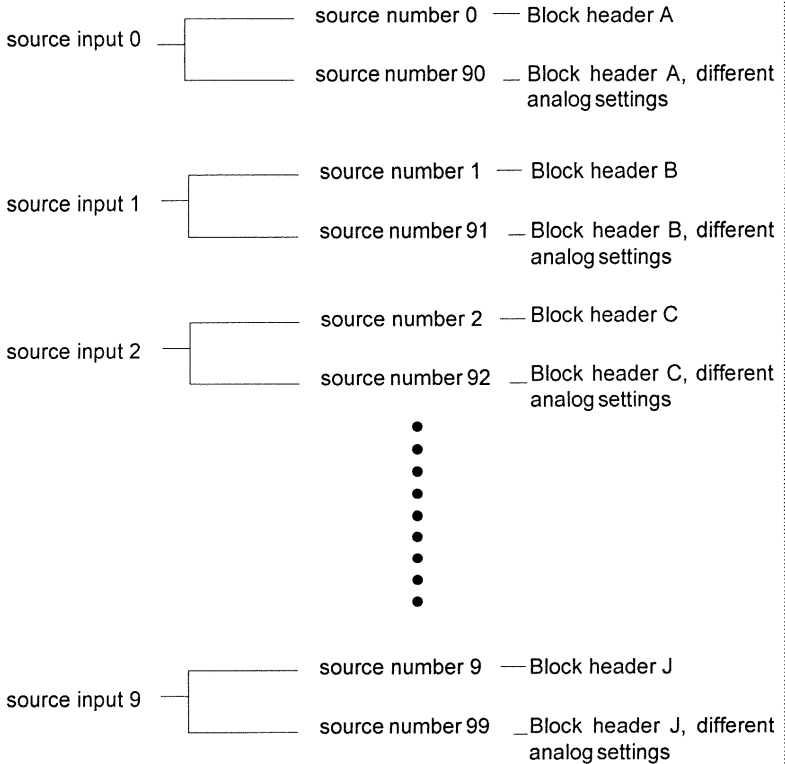 source input 0
source number 0
Block header A
source number 90
Block header A, different
analog settings
source input 1
source number 1
Block header B
source number 91
Block header B, different
analog settings
source input 2
source number 2
Block header C
source number 92
Block header C, different
analog settings
source input 9
source number 9
Block header J
source number 99
Block header J, different
analog settings